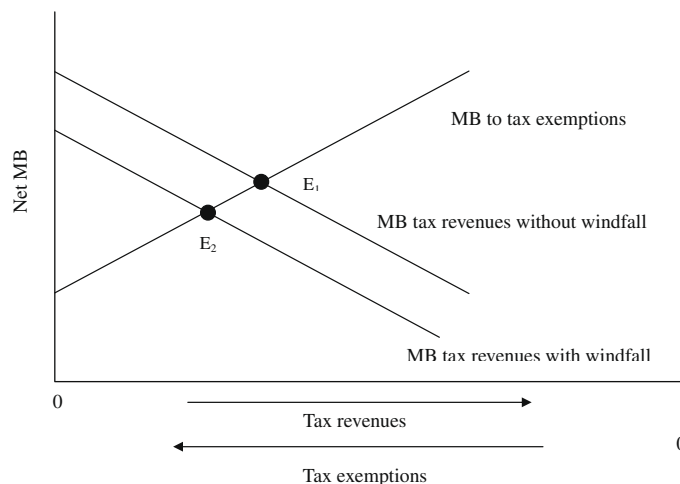 Net MB
MB to tax exemptions
E1
MB tax revenues without windfall
E2
MB tax revenues with windfall
0
Tax revenues
0
Tax exemptions